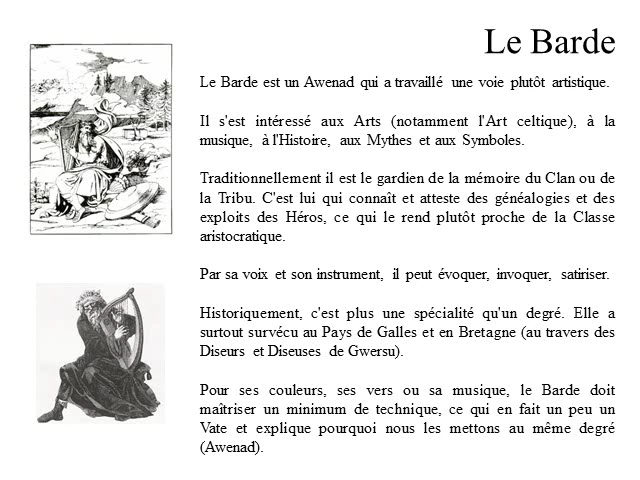 Le Barde
Le Barde est un Awenad qui a travaillé une voie plutôt artistique.
Il s'est intéressé aux Arts (notamment l'Art celtique), à la
musique, à l'Histoire, aux Mythes et aux Symboles.
Traditionnellement il est le gardien de la mémoire du Clan ou de
la Tribu. C'est lui qui connaît et atteste des généalogies et des
exploits des Héros, ce qui le rend plutôt proche de la Classe
aristocratique.
Par sa voix et son instrument, il peut évoquer, invoquer, satiriser.
Historiquement, c'est plus une spécialité qu'un degré. Elle a
surtout survécu au Pays de Galles et en Bretagne (au travers des
Diseurs et Diseuses de Gwersu).
Pour ses couleurs, ses vers ou sa musique, le Barde doit
maîtriser un minimum de technique, ce qui en fait un peu un
Vate et explique pourquoi nous les mettons au même degré
(Awenad).